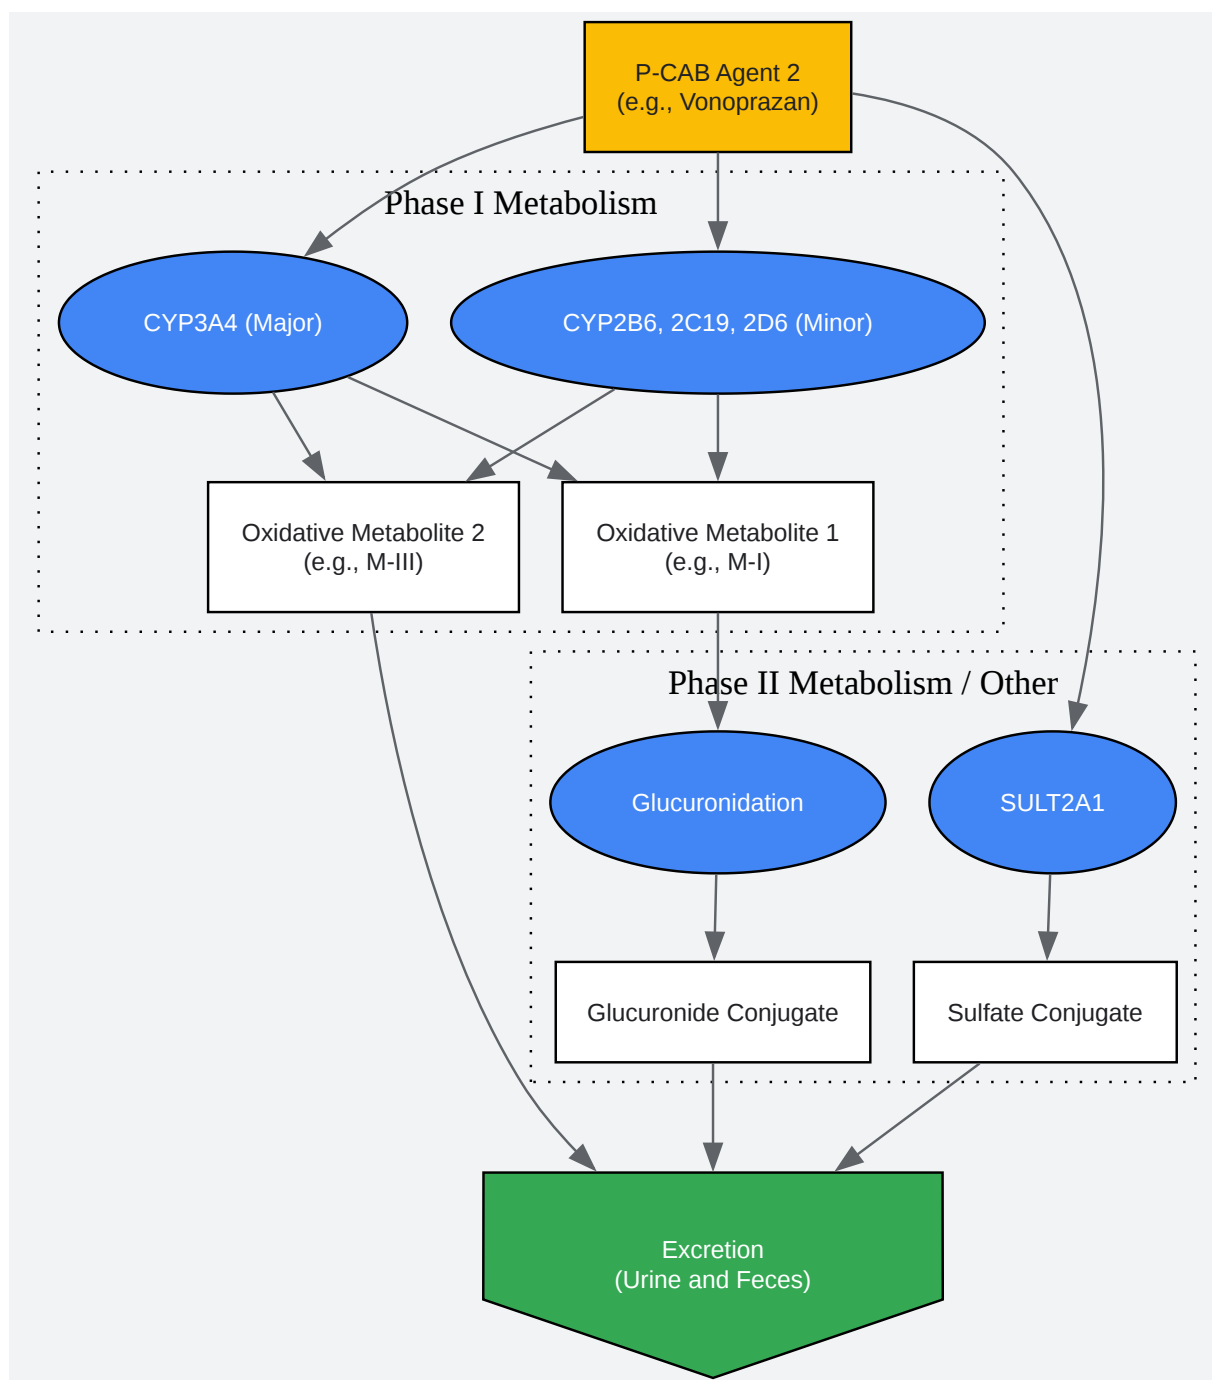 P-CAB Agent 2
(e.g., Vonoprazan)
Phase I Metabolism
CYP3A4 (Major)
CYP2B6, 2C19, 2D6 (Minor)
Oxidative Metabolite 2
(e.g., M-III)
Oxidative Metabolite 1
(e.g., M-I)
Phase II Metabolism / Other
Glucuronidation
SULT2A1
Glucuronide Conjugate
Sulfate Conjugate
Excretion
(Urine and Feces)